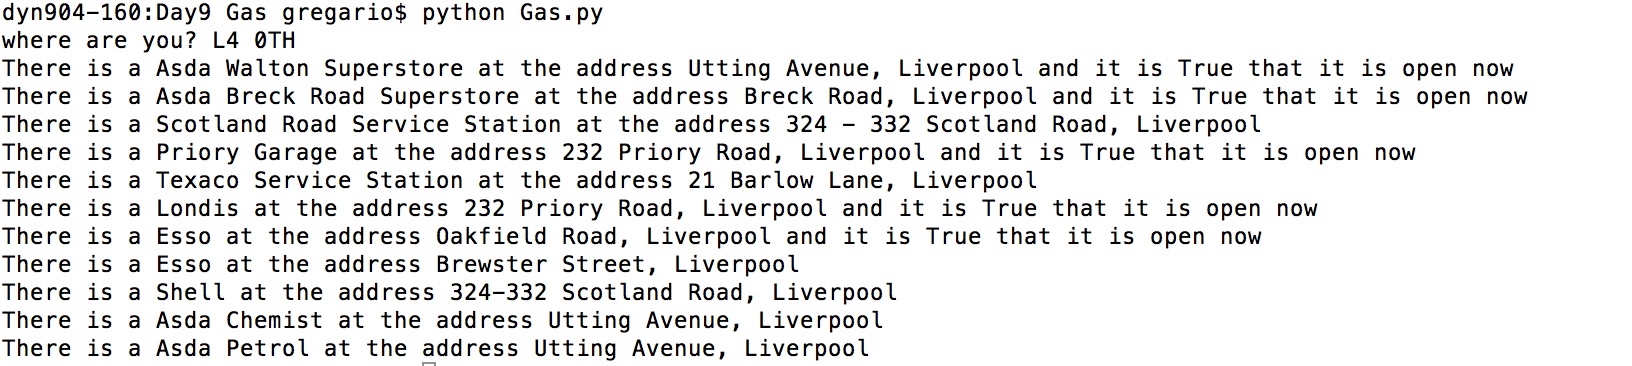 dyn904-160:Day9 Gas gregario$ python Gas.py
where are you? L4 0TH
There is a Asda Walton Superstore at the address Utting Avenue, Liverpool and it is True that it is open now
There is a Asda Breck Road Superstore at the address Breck Road, Liverpool and it is True that it is open now
There is a Scotland Road Service Station at the address 324 – 332 Scotland Road, Liverpool
There is a Priory Garage at the address 232 Priory Road, Liverpool and it is True that it is open now
There is a Texaco Service Station at the address 21 Barlow Lane, Liverpool
There is a Londis at the address 232 Priory Road, Liverpool and it is True that it is open now
There is a Esso at the address Oakfield Road, Liverpool and it is True that it is open now
There is a Esso at the address Brewster Street, Liverpool
There is a Shell at the address 324-332 Scotland Road, Liverpool
There is a Asda Chemist at the address Utting Avenue, Liverpool
There is a Asda Petrol at the address Utting Avenue, Liverpool